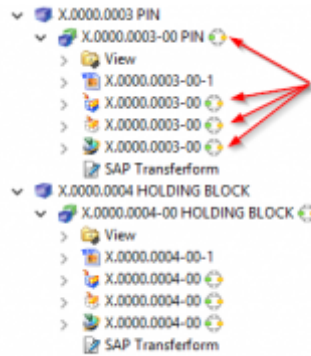 X.0000.0003 PIN
X.0000.0003-00 PIN
View
X.0000.0003-00-1
X.0000.0003-00
X.0000.0003-00
X.0000.0003-00
SAP Transferform
X.0000.0004 HOLDING BLOCK
X.0000.0004-00 HOLDING BLOCK
View
X.0000.0004-00-1
X.0000.0004-00
X.0000.0004-00
X.0000.0004-00
SAP Transferform